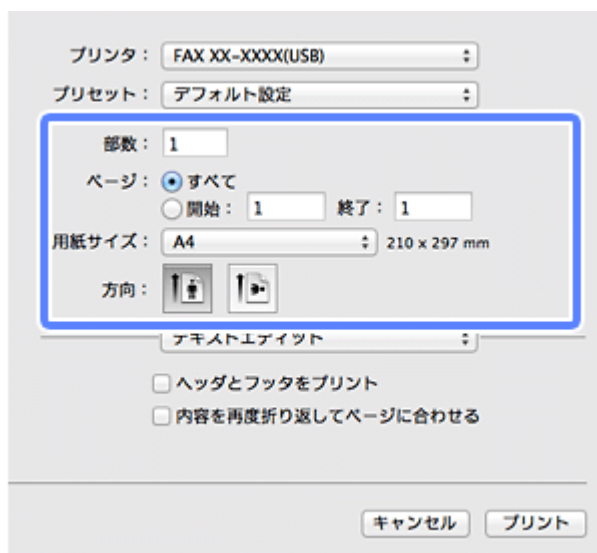 プリンタ： FAX XX-XXXX(USB)
プリセット： デフォルト設定
部数： 1
ページ： すべて
開始： 1 終了： 1
用紙サイズ： A4 210 x 297 mm
方向：
テキストエディット
ヘッダとフッタをプリント
内容を再度折り返してページに合わせる
キャンセル プリント